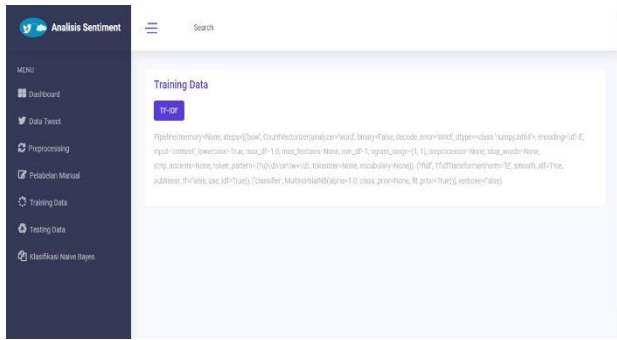 Analisis Sentiment
Search
MENU
Dashboard
Data Tweet
Preprocessing
Pelabelan Manual
Training Data
Testing Data
Klasifikasi Naive Bayes
Training Data
TF-IDF
Pipeline(memory=None, steps=[('bow', CountVectorizer(analyzer='word', binary=False, decode_error='strict', dtype=<class 'numpy.int64'>, encoding='utf-8',
input='content', lowercase=True, max_df=1.0, max_features=None, min_df=1, ngram_range=(1, 1), preprocessor=None, stop_words=None,
strip_accents=None, tokenizer=None, vocabulary=None)), ('tfidf', TfidfTransformer(norm='l2', smooth_idf=True,
sublinear_tf=False, use_idf=True)), ('classifier', MultinomialNB(alpha=1.0, class_prior=None, fit_prior=True))], verbose=False)